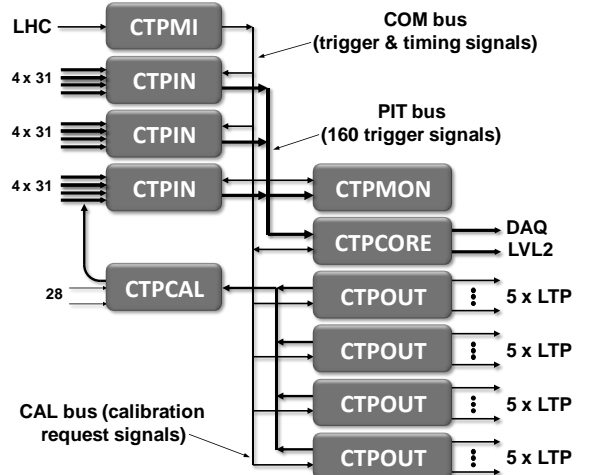 LHC
CTPMI
COM bus
(trigger & timing signals)
4 x 31
CTPIN
4 x 31
CTPIN
PIT bus
(160 trigger signals)
4 x 31
CTPIN
CTPMON
CTPCORE
DAQ
LVL2
28
CTPCAL
CTPOUT
5 x LTP
CTPOUT
5 x LTP
CTPOUT
5 x LTP
CAL bus (calibration
request signals)
CTPOUT
5 x LTP